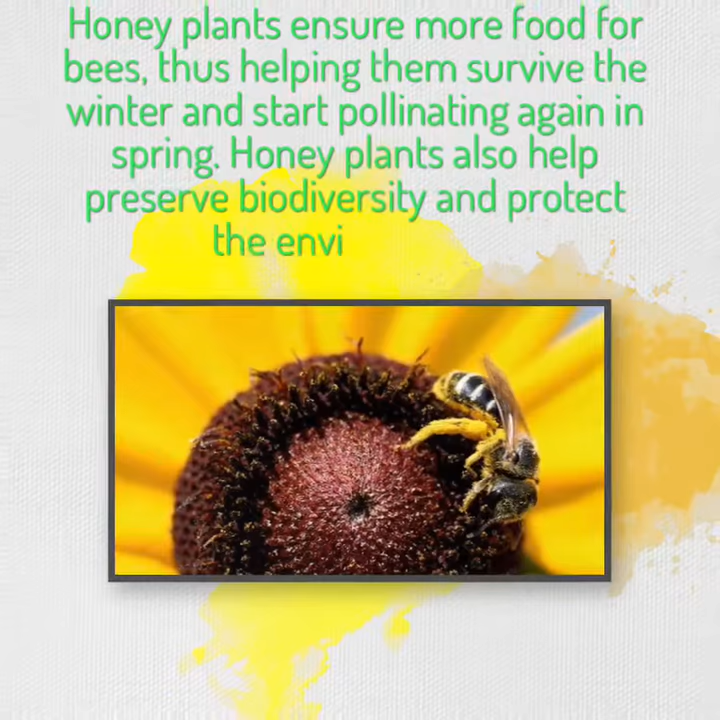 Honey plants ensure more food for
bees, thus helping them survive the
winter and start pollinating again in
spring. Honey plants also help
preserve biodiversity and protect
the envi